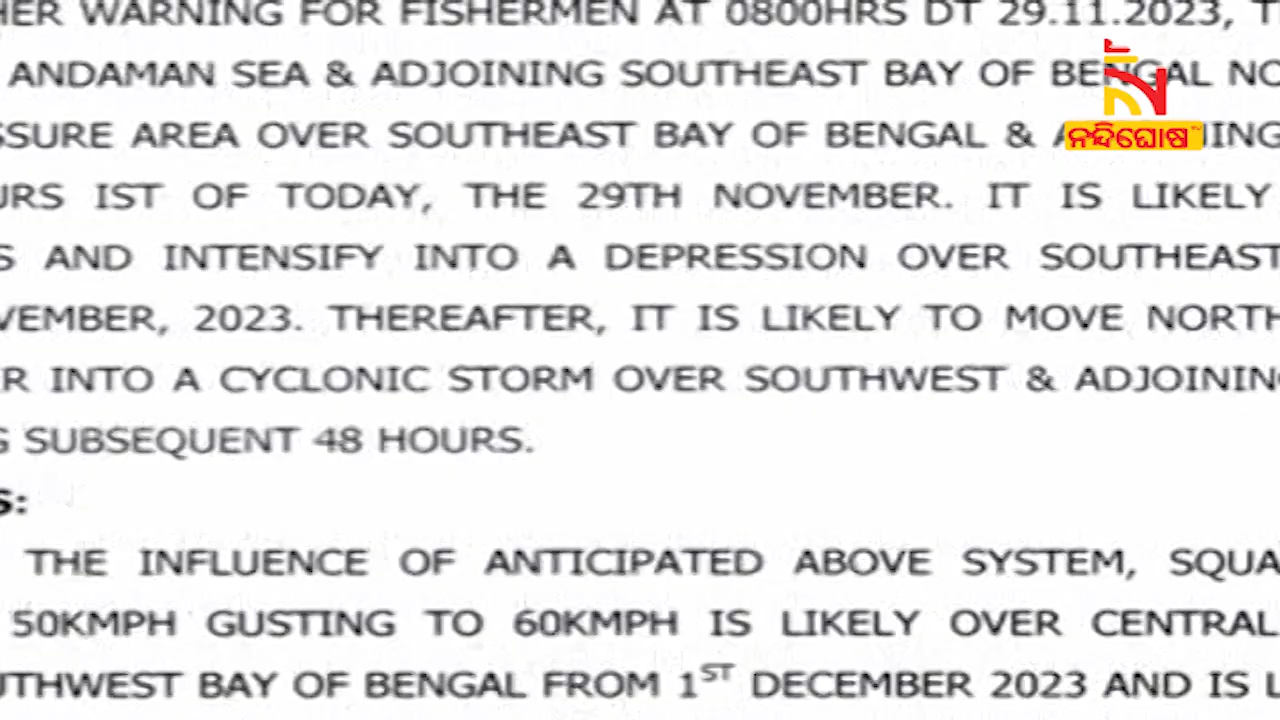 HER WARNING FOR FISHERMEN AT 0800HRS DT 29.11.2023, T
ANDAMAN SEA & ADJOINING SOUTHEAST BAY OF BENGAL NO
SSURE AREA OVER SOUTHEAST BAY OF BENGAL & A ING
ନନ୍ଦିଘୋଷ
URS IST OF TODAY, THE 29TH NOVEMBER. IT IS LIKELY
S AND INTENSIFY INTO A DEPRESSION OVER SOUTHEAST
VEMBER, 2023. THEREAFTER, IT IS LIKELY TO MOVE NORTH
R INTO A CYCLONIC STORM OVER SOUTHWEST & ADJOINING
G SUBSEQUENT 48 HOURS.
S:
THE INFLUENCE OF ANTICIPATED ABOVE SYSTEM, SQUA
50KMPH GUSTING TO 60KMPH IS LIKELY OVER CENTRAL
UTHWEST BAY OF BENGAL FROM 1ST DECEMBER 2023 AND IS L